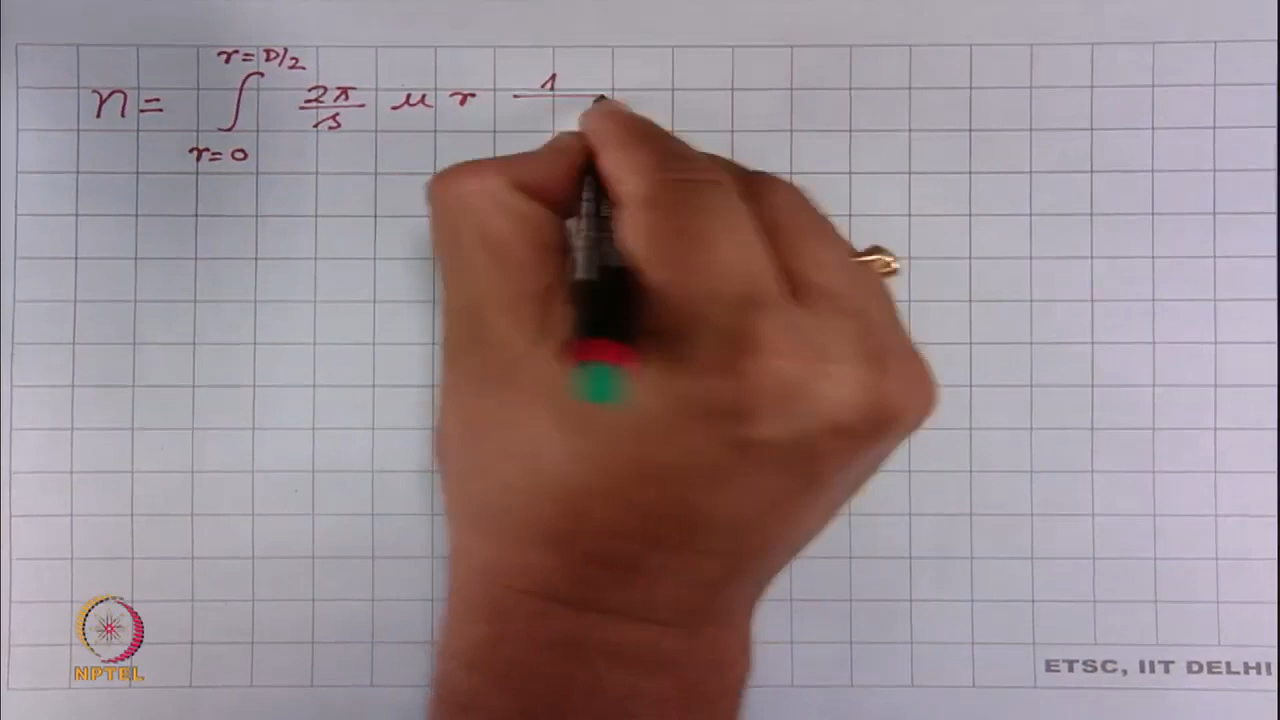 r = D/2
n = ∫ 2π/s μ r 1
r = 0
NPTEL
ETSC, IIT DELHI